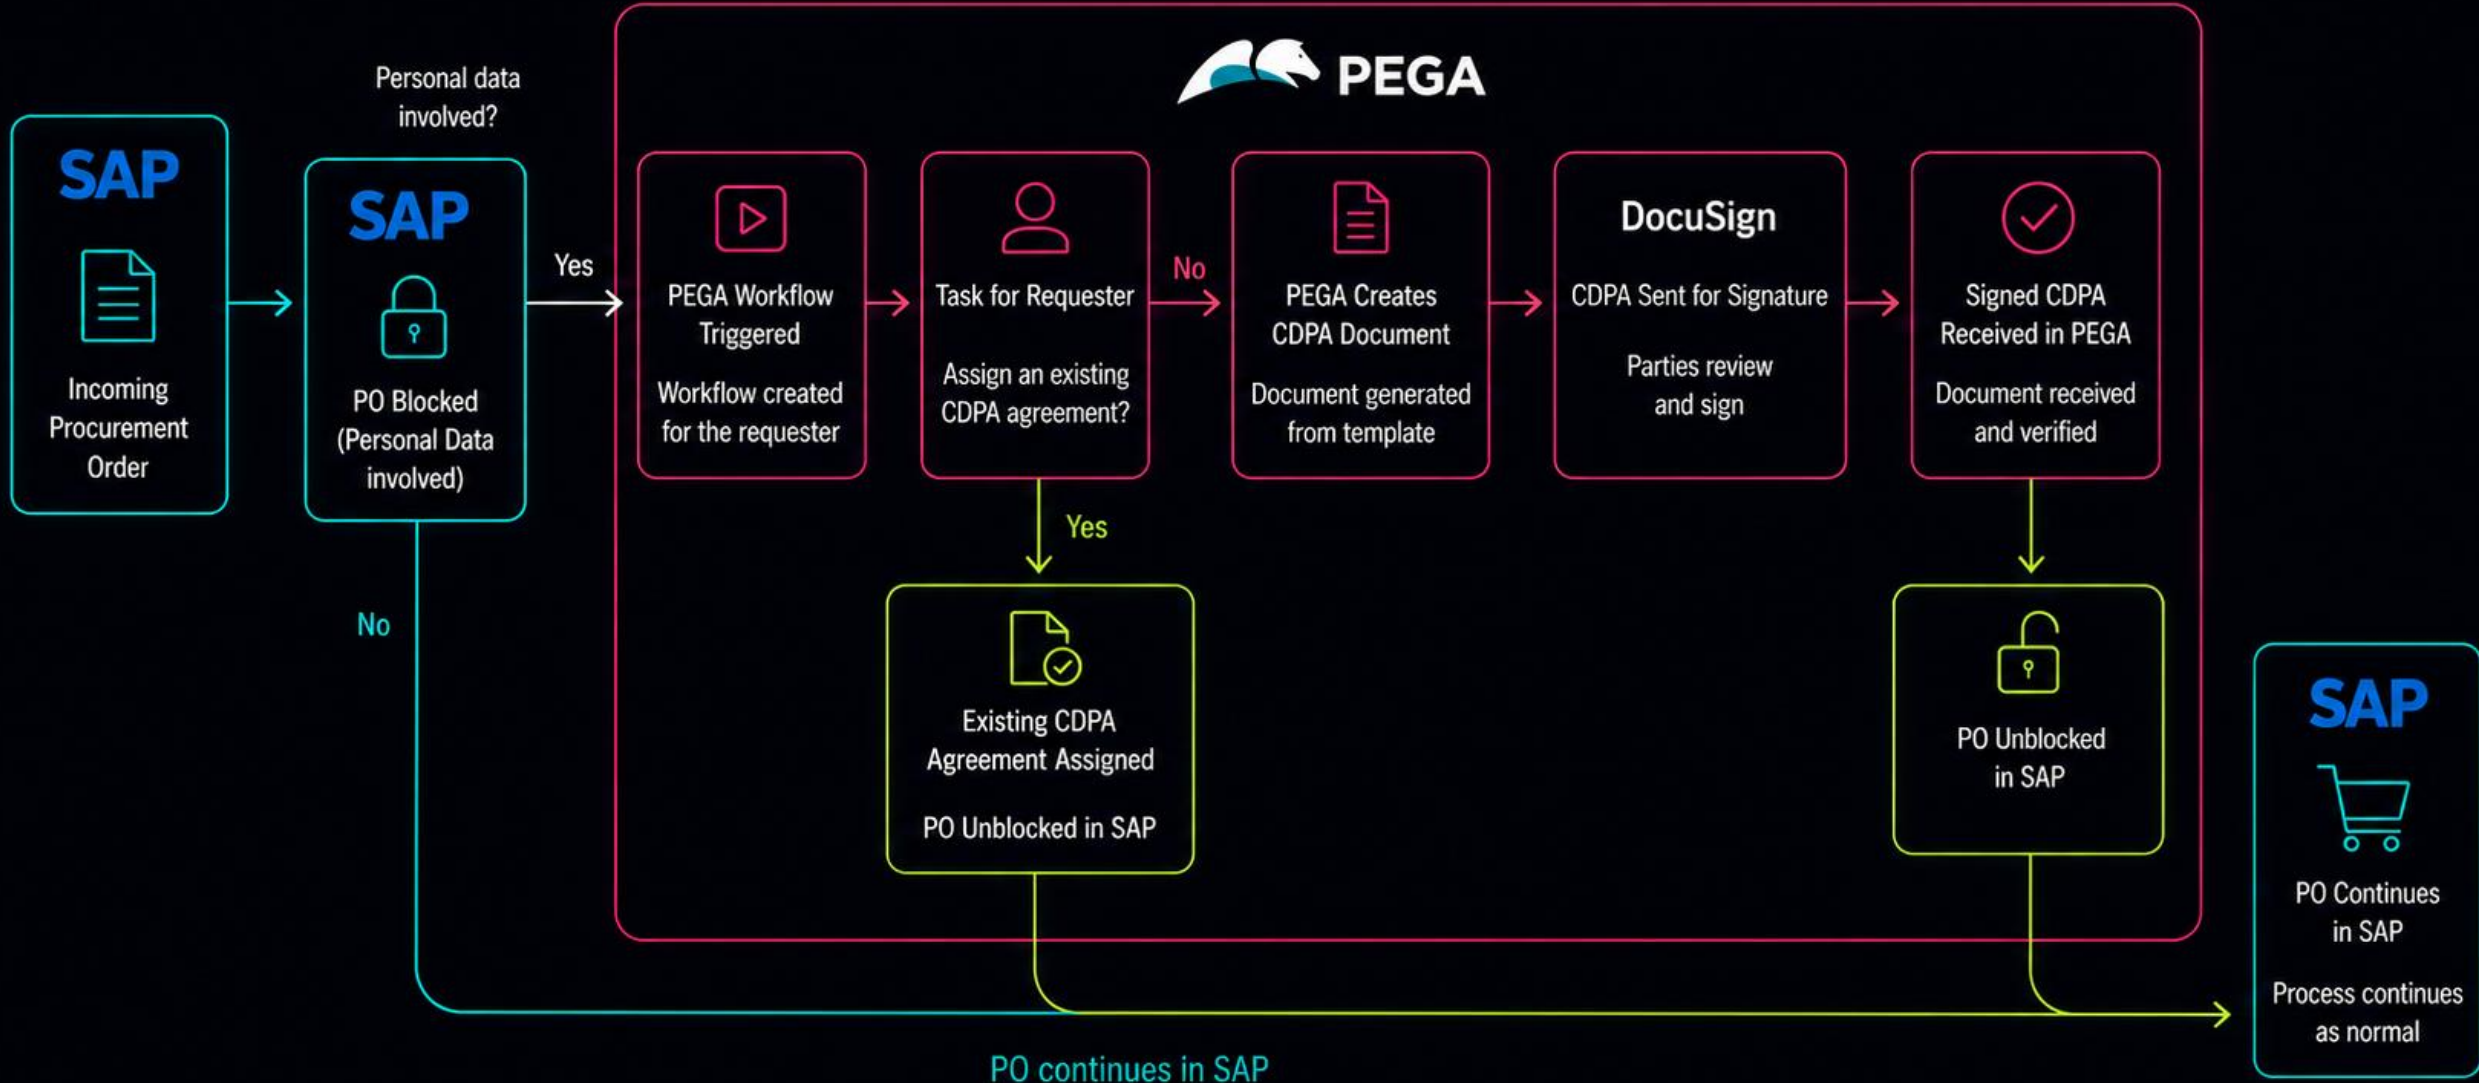 PEGA
Personal data
involved?
SAP
Incoming
Procurement
Order
SAP
PO Blocked
(Personal Data
involved)
Yes
No
PEGA Workflow
Triggered
Workflow created
for the requester
Task for Requester
Assign an existing
CDPA agreement?
No
Yes
PEGA Creates
CDPA Document
Document generated
from template
DocuSign
CDPA Sent for Signature
Parties review
and sign
Signed CDPA
Received in PEGA
Document received
and verified
Existing CDPA
Agreement Assigned
PO Unblocked in SAP
PO Unblocked
in SAP
SAP
PO Continues
in SAP
Process continues
as normal
PO continues in SAP